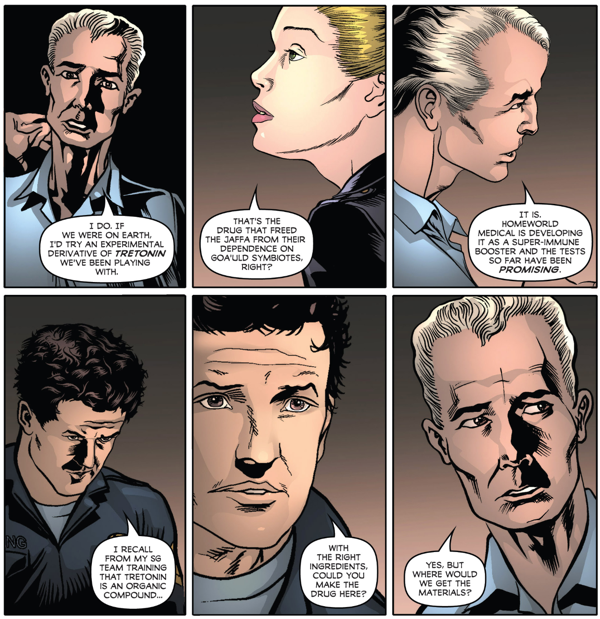 I DO. IF
WE WERE ON EARTH,
I'D TRY AN EXPERIMENTAL
DERIVATIVE OF TRETONIN
WE'VE BEEN PLAYING
WITH.
THAT'S THE
DRUG THAT FREED
THE JAFFA FROM THEIR
DEPENDENCE ON
GOA'ULD SYMBIOTES,
RIGHT?
IT IS.
HOMEWORLD
MEDICAL IS DEVELOPING
IT AS A SUPER-IMMUNE
BOOSTER AND THE TESTS
SO FAR HAVE BEEN
PROMISING.
NG
I RECALL
FROM MY SG
TEAM TRAINING
THAT TRETONIN
IS AN ORGANIC
COMPOUND...
WITH
THE RIGHT
INGREDIENTS,
COULD YOU
MAKE THE
DRUG HERE?
YES, BUT
WHERE WOULD
WE GET THE
MATERIALS?